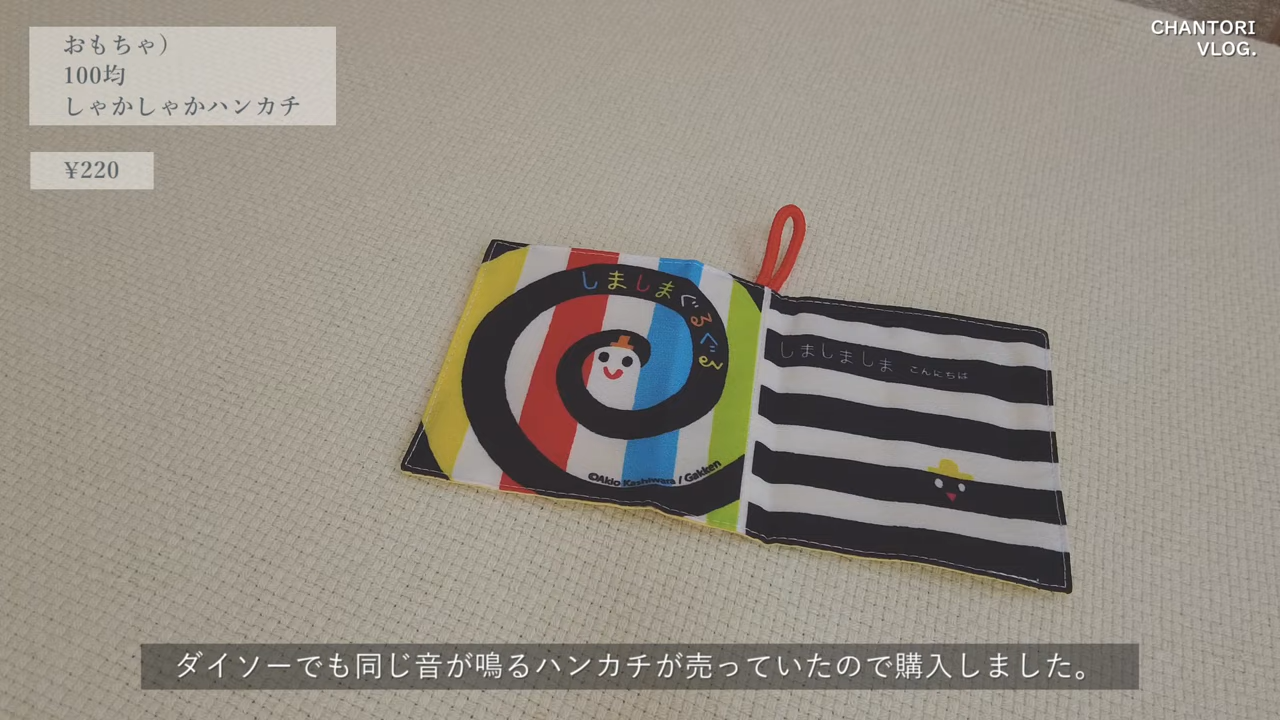 おもちゃ）
100均
しゃかしゃかハンカチ
¥220
CHANTORI
VLOG.
しましまぐるぐる
©Akio Kashiwara / Gakken
しましましま こんにちは
ダイソーでも同じ音が鳴るハンカチが売っていたので購入しました。